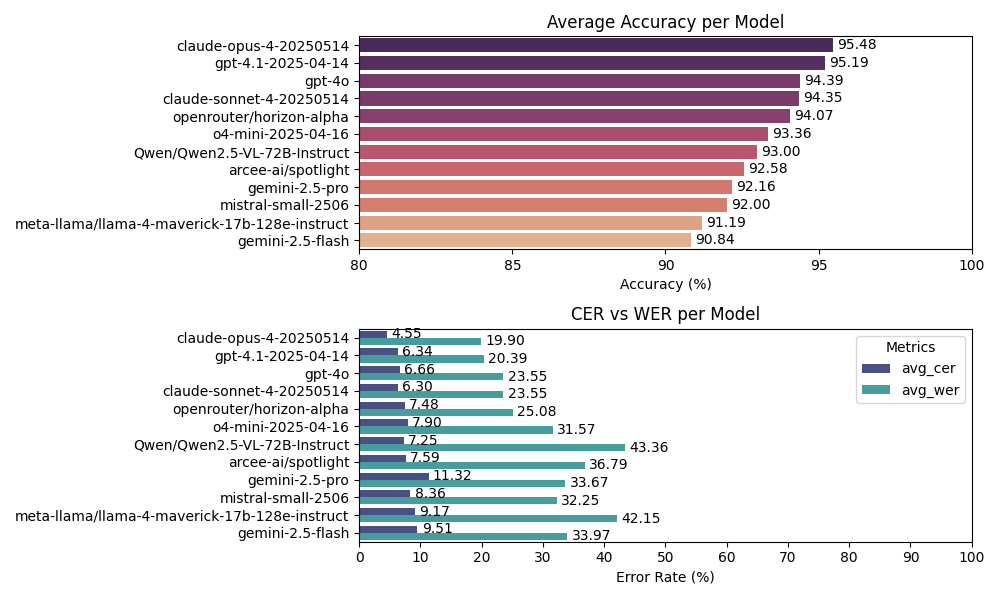 Average Accuracy per Model
claude-opus-4-20250514 95.48
gpt-4.1-2025-04-14 95.19
gpt-4o 94.39
claude-sonnet-4-20250514 94.35
openrouter/horizon-alpha 94.07
o4-mini-2025-04-16 93.36
Qwen/Qwen2.5-VL-72B-Instruct 93.00
arcee-ai/spotlight 92.58
gemini-2.5-pro 92.16
mistral-small-2506 92.00
meta-llama/llama-4-maverick-17b-128e-instruct 91.19
gemini-2.5-flash 90.84
80 85 90 95 100
Accuracy (%)
CER vs WER per Model
Metrics
avg_cer
avg_wer
claude-opus-4-20250514 4.55 19.90
gpt-4.1-2025-04-14 6.34 20.39
gpt-4o 6.66 23.55
claude-sonnet-4-20250514 6.30 23.55
openrouter/horizon-alpha 7.48 25.08
o4-mini-2025-04-16 7.90 31.57
Qwen/Qwen2.5-VL-72B-Instruct 7.25 43.36
arcee-ai/spotlight 7.59 36.79
gemini-2.5-pro 11.32 33.67
mistral-small-2506 8.36 32.25
meta-llama/llama-4-maverick-17b-128e-instruct 9.17 42.15
gemini-2.5-flash 9.51 33.97
0 10 20 30 40 50 60 70 80 90 100
Error Rate (%)